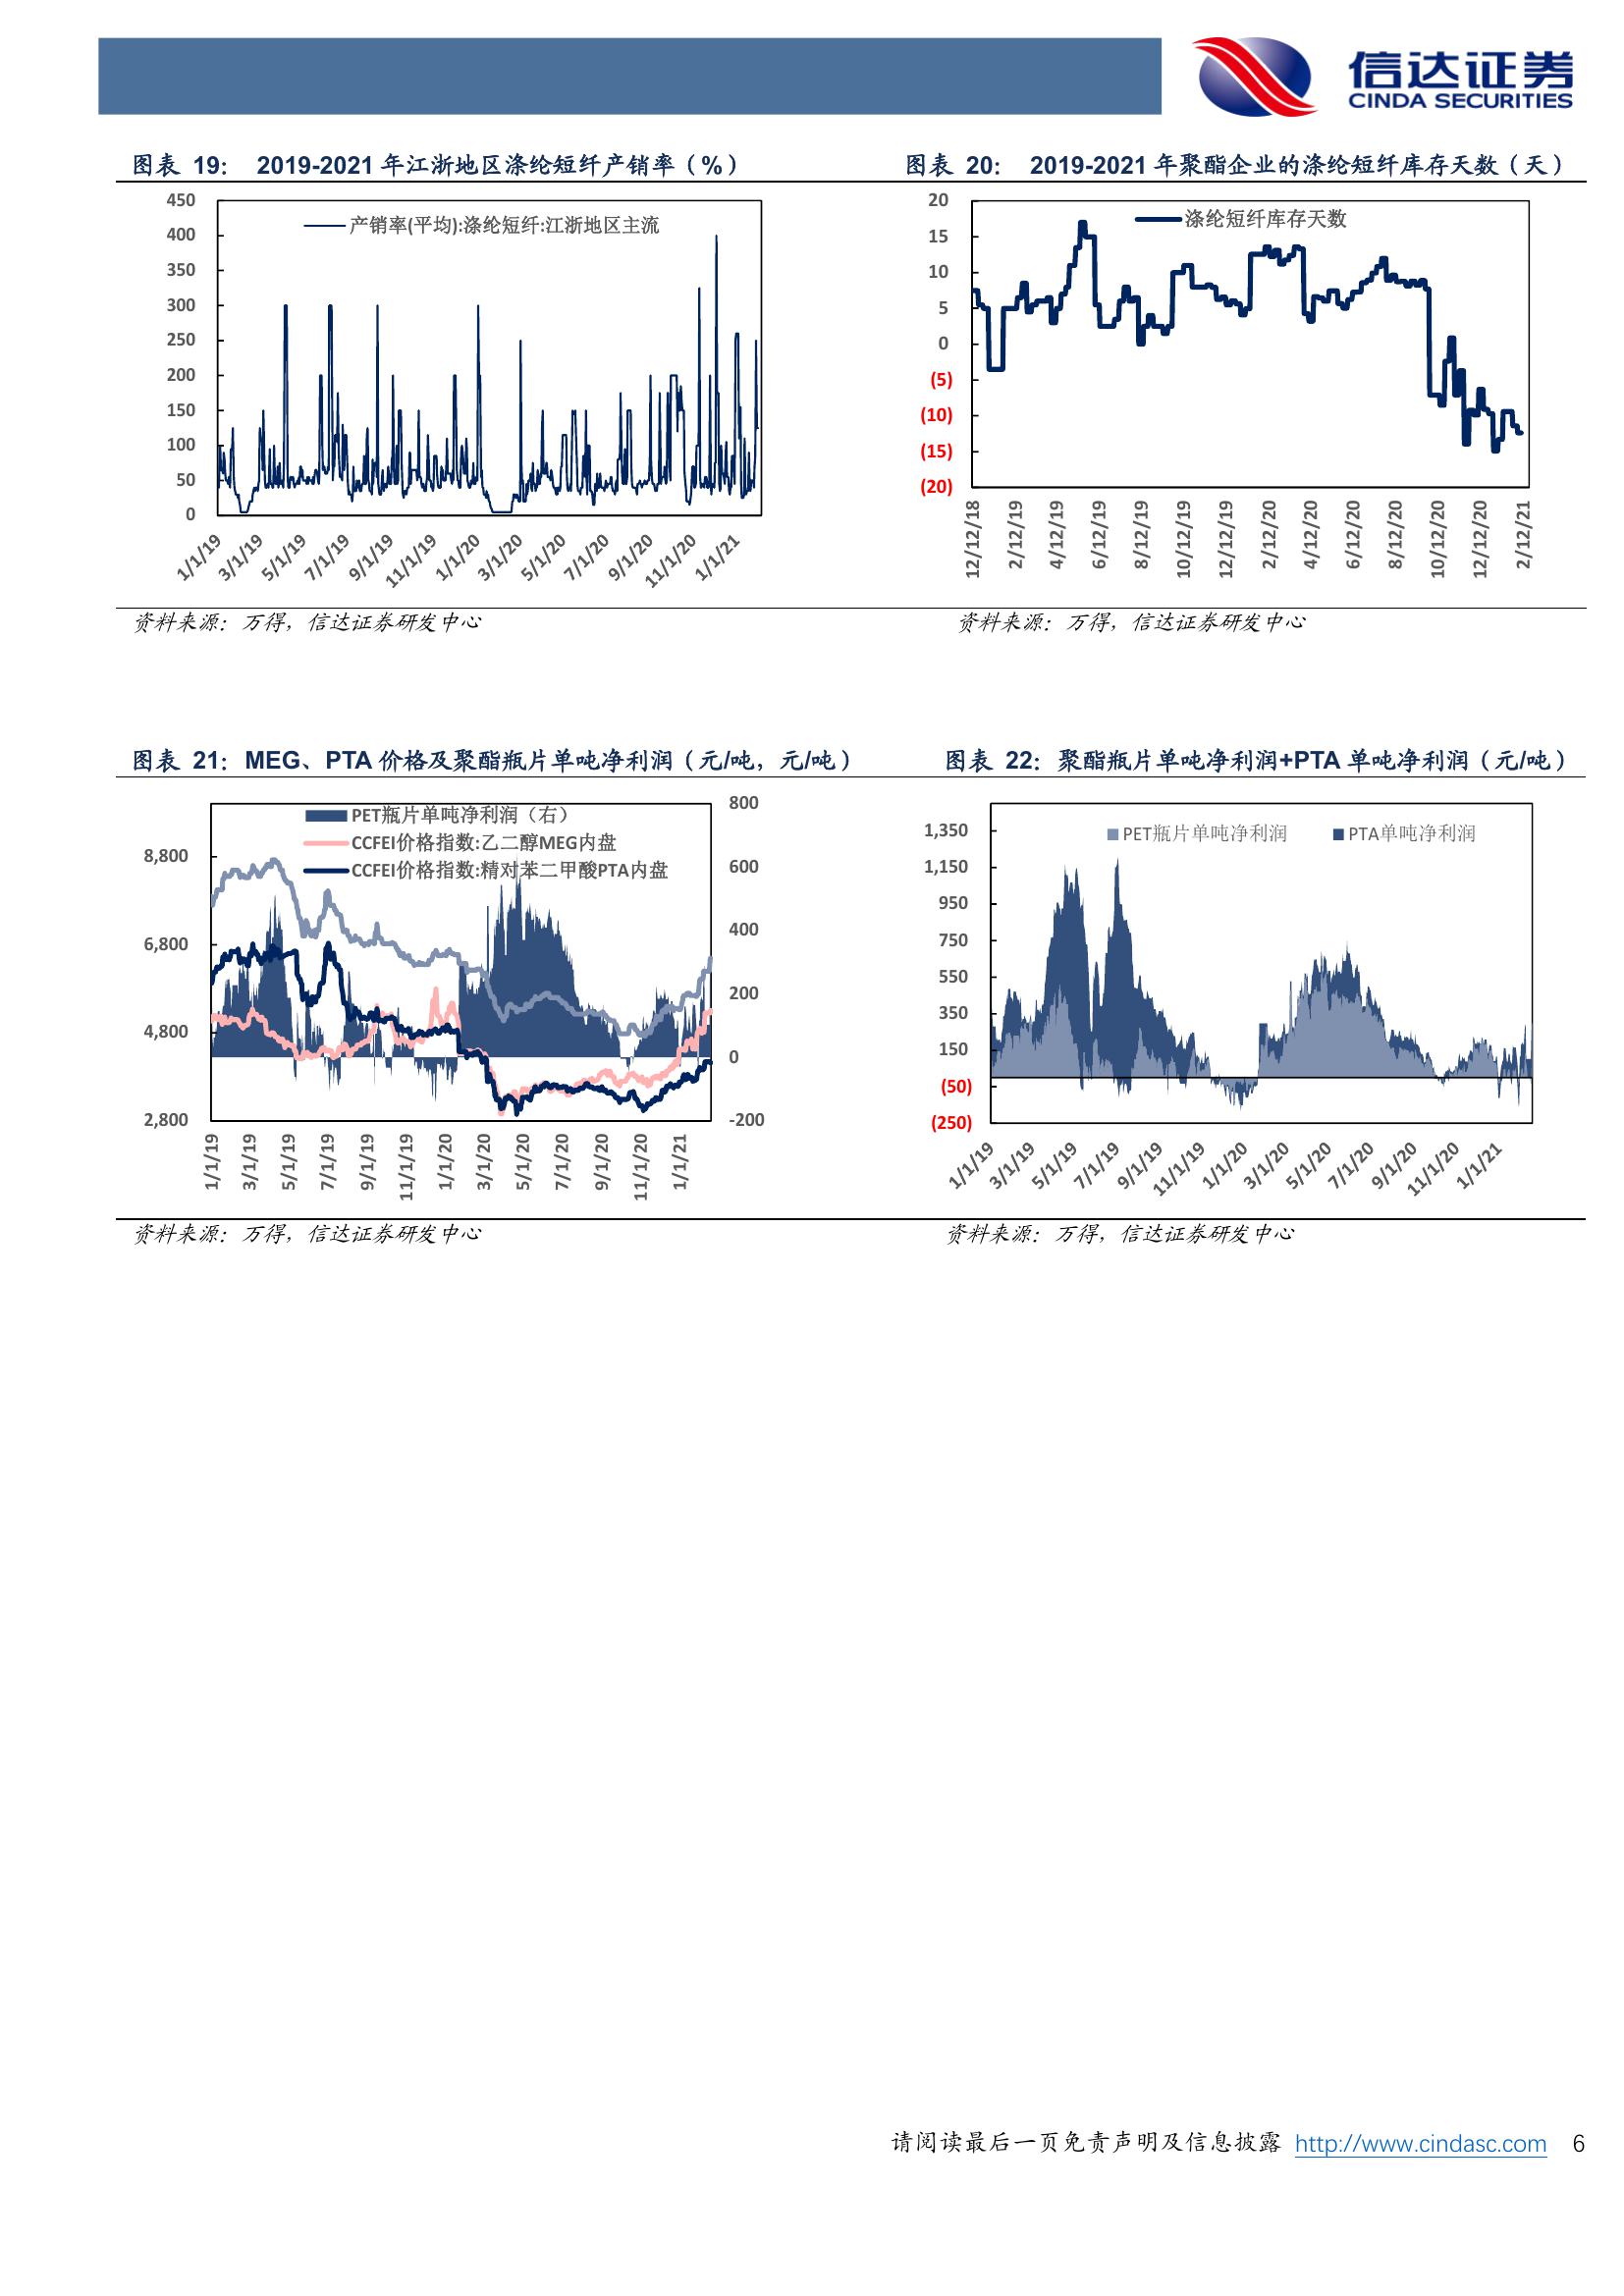 信达证券
CINDA SECURITIES
图表 19： 2019-2021 年江浙地区涤纶短纤产销率（%）
450
400
350
300
250
200
150
100
50
0
产销率(平均):涤纶短纤:江浙地区主流
1/1/19 3/1/19 5/1/19 7/1/19 9/1/19 11/1/19 1/1/20 3/1/20 5/1/20 7/1/20 9/1/20 11/1/20 1/1/21
资料来源：万得，信达证券研发中心
图表 20： 2019-2021 年聚酯企业的涤纶短纤库存天数（天）
20
15
10
5
0
(5)
(10)
(15)
(20)
涤纶短纤库存天数
12/12/18 2/12/19 4/12/19 6/12/19 8/12/19 10/12/19 12/12/19 2/12/20 4/12/20 6/12/20 8/12/20 10/12/20 12/12/20 2/12/21
资料来源：万得，信达证券研发中心
图表 21：MEG、PTA 价格及聚酯瓶片单吨净利润（元/吨，元/吨）
8,800
6,800
4,800
2,800
PET瓶片单吨净利润（右）
CCFEI价格指数:乙二醇MEG内盘
CCFEI价格指数:精对苯二甲酸PTA内盘
800
600
400
200
0
-200
1/1/19 3/1/19 5/1/19 7/1/19 9/1/19 11/1/19 1/1/20 3/1/20 5/1/20 7/1/20 9/1/20 11/1/20 1/1/21
资料来源：万得，信达证券研发中心
图表 22：聚酯瓶片单吨净利润+PTA 单吨净利润（元/吨）
1,350
1,150
950
750
550
350
150
(50)
(250)
PET瓶片单吨净利润 PTA单吨净利润
1/1/19 3/1/19 5/1/19 7/1/19 9/1/19 11/1/19 1/1/20 3/1/20 5/1/20 7/1/20 9/1/20 11/1/20 1/1/21
资料来源：万得，信达证券研发中心
请阅读最后一页免责声明及信息披露 http://www.cindasc.com 6